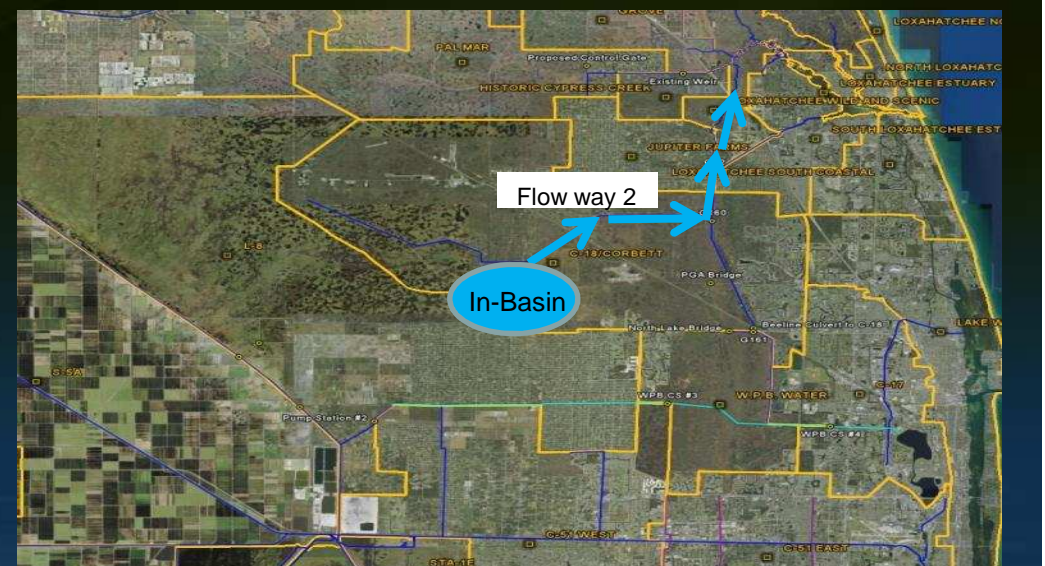 GROVE
LOXAHATCHEE NO
PAL MAR
Proposed Control Gate
NORTH LOXAHATC
Existing Weir
LOXAHATCHEE ESTUARY
HISTORIC CYPRESS CREEK
LOXAHATCHEE WILD AND SCENIC
SOUTH LOXAHATCHEE EST
JUPITER FARMS
LOXAHATCHEE SOUTH COASTAL
Flow way 2
L-8
C-18/CORBETT
PGA Bridge
In-Basin
North Lake Bridge
Beeline Culvert to C-18
LAKE W
G161
S-5A
C-17
WPB CS #3
W.P.B. WATER
Pump Station #2
WPB CS #4
C-51 WEST
C-51 EAST
STA-1E